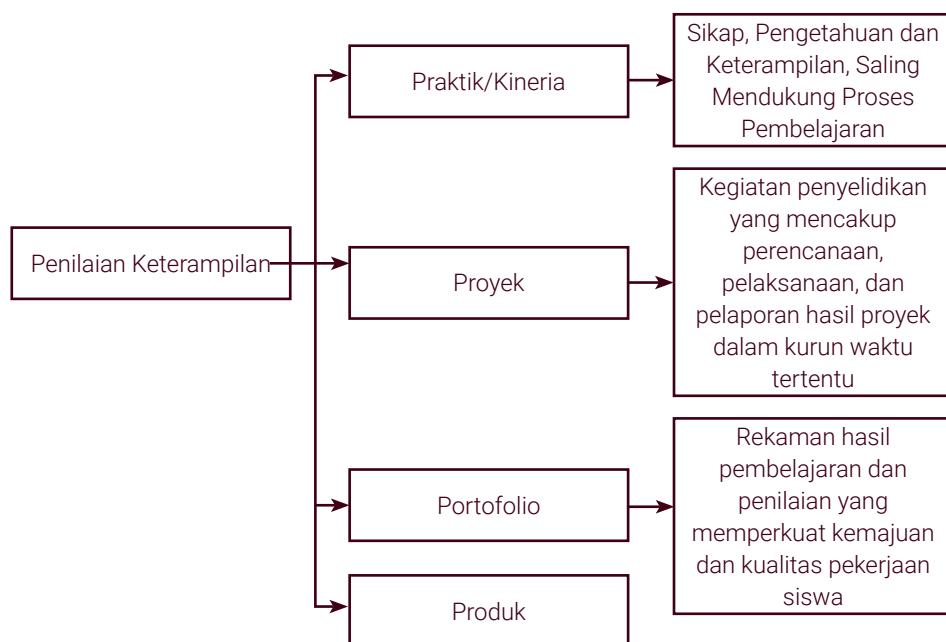 Penilaian Keterampilan
Praktik/Kineria
Sikap, Pengetahuan dan
Keterampilan, Saling
Mendukung Proses
Pembelajaran
Proyek
Kegiatan penyelidikan
yang mencakup
perencanaan,
pelaksanaan, dan
pelaporan hasil proyek
dalam kurun waktu
tertentu
Portofolio
Rekaman hasil
pembelajaran dan
penilaian yang
memperkuat kemajuan
dan kualitas pekerjaan
siswa
Produk